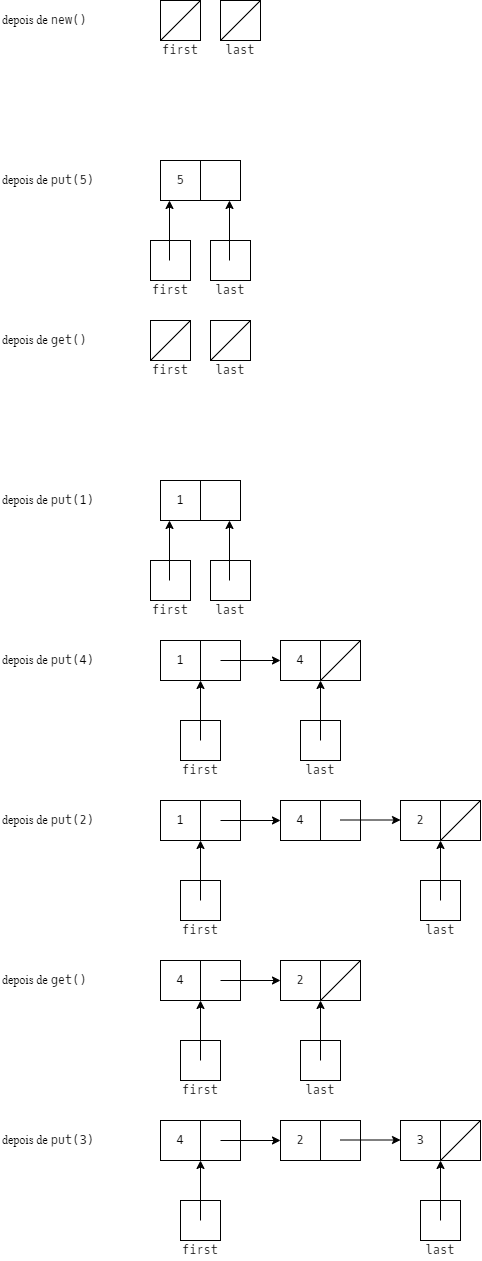 depois de new()
first last
depois de put(5) 5
first last
depois de get()
first last
depois de put(1) 1
first last
depois de put(4) 1 4
first last
depois de put(2) 1 4 2
first last
depois de get() 4 2
first last
depois de put(3) 4 2 3
first last